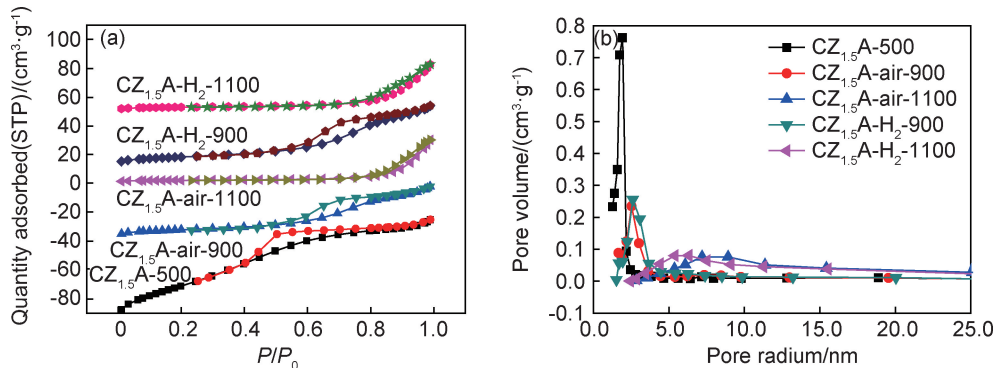 (a)
Quantity adsorbed(STP)/(cm³·g⁻¹)
100
80
60
40
20
0
-20
-40
-60
-80
CZ₁.₅A-H₂-1100
CZ₁.₅A-H₂-900
CZ₁.₅A-air-1100
CZ₁.₅A-air-900
CZ₁.₅A-500
0 0.2 0.4 0.6 0.8 1.0
P/P₀
(b)
Pore volume/(cm³·g⁻¹)
0.8
0.7
0.6
0.5
0.4
0.3
0.2
0.1
0.0
-0.1
CZ₁.₅A-500
CZ₁.₅A-air-900
CZ₁.₅A-air-1100
CZ₁.₅A-H₂-900
CZ₁.₅A-H₂-1100
0.0 5.0 10.0 15.0 20.0 25.0
Pore radium/nm